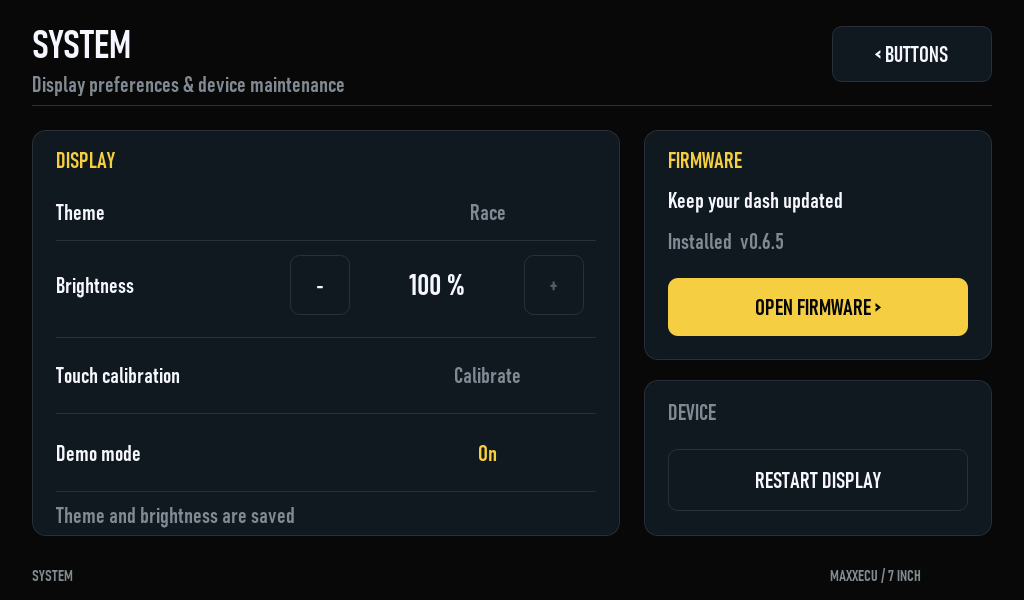 SYSTEM
Display preferences & device maintenance
< BUTTONS
DISPLAY
Theme
Race
Brightness
-
100 %
+
Touch calibration
Calibrate
Demo mode
On
Theme and brightness are saved
FIRMWARE
Keep your dash updated
Installed v0.6.5
OPEN FIRMWARE >
DEVICE
RESTART DISPLAY
SYSTEM
MAXXECU / 7 INCH